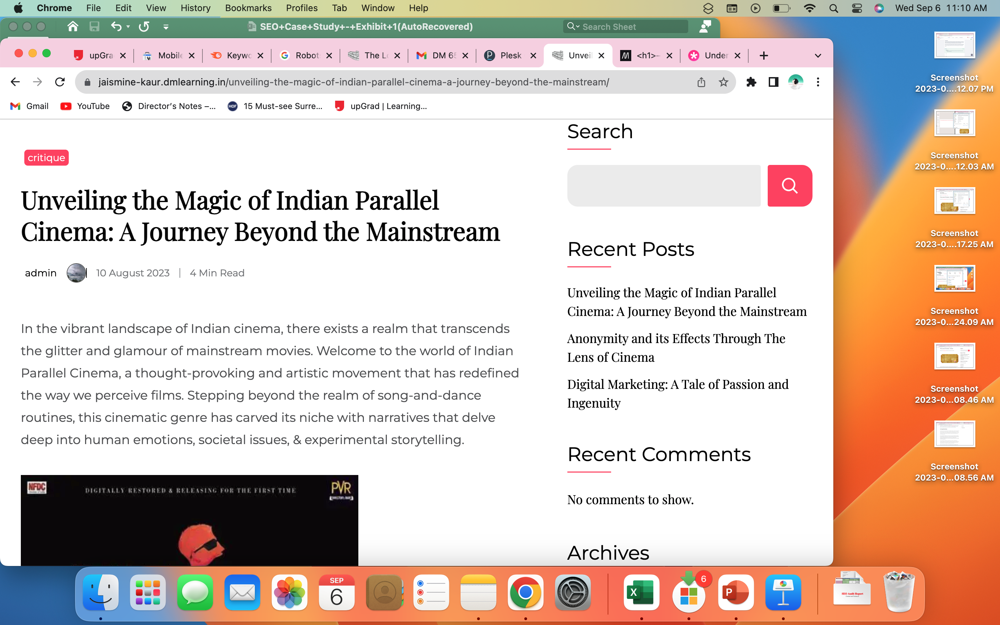 Chrome File Edit View History Bookmarks Profiles Tab Window Help
Wed Sep 6 11:10 AM
SEO+Case+Study+-+Exhibit+1(AutoRecovered)
Search Sheet
upGra
Mobile
Keywo
Robot
The Lo
DM 65
Plesk
Unveil
<h1>-
Under
jaismine-kaur.dmlearning.in/unveiling-the-magic-of-indian-parallel-cinema-a-journey-beyond-the-mainstream/
Gmail
YouTube
Director's Notes –...
15 Must-see Surre...
upGrad | Learning...
critique
Unveiling the Magic of Indian Parallel
Cinema: A Journey Beyond the Mainstream
admin
10 August 2023 | 4 Min Read
In the vibrant landscape of Indian cinema, there exists a realm that transcends
the glitter and glamour of mainstream movies. Welcome to the world of Indian
Parallel Cinema, a thought-provoking and artistic movement that has redefined
the way we perceive films. Stepping beyond the realm of song-and-dance
routines, this cinematic genre has carved its niche with narratives that delve
deep into human emotions, societal issues, & experimental storytelling.
NFDC
DIGITALLY RESTORED & RELEASING FOR THE FIRST TIME
PVR
Search
Recent Posts
Unveiling the Magic of Indian Parallel
Cinema: A Journey Beyond the Mainstream
Anonymity and its Effects Through The
Lens of Cinema
Digital Marketing: A Tale of Passion and
Ingenuity
Recent Comments
No comments to show.
Archives
Screenshot
2023-0....12.07 PM
Screenshot
2023-0....12.03 AM
Screenshot
2023-0....17.25 AM
Screenshot
2023-0...24.09 AM
Screenshot
2023-0...08.46 AM
Screenshot
2023-0...08.56 AM
SEP
6
6
SEO Audit Report